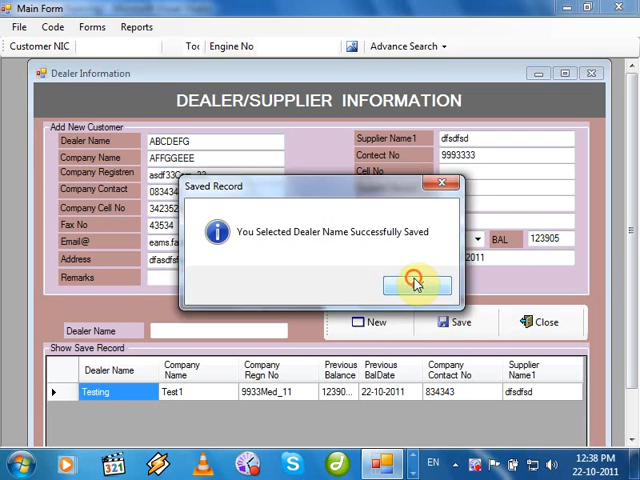 Main Form
File Code Forms Reports
Customer NIC Engine No Advance Search
Dealer Information
DEALER/SUPPLIER INFORMATION
Add New Customer
Dealer Name ABCDEFG Supplier Name1 dfsdfsd
Company Name AFFGGEEE Contect No 9993333
Company Registren Cell No
Saved Record
Company Contact
Company Cell No
You Selected Dealer Name Successfully Saved
Fax No 43534
Email@ BAL 123905
Address 2011
Remarks
Dealer Name New Save Close
Show Save Record
Dealer Name Company Name Company Regn No Previous Balance Previous BalDate Company Contact No Supplier Name1
Testing Test1 9933Med_11 12390... 22-10-2011 834343 dfsdfsd
321 EN 12:38 PM
22-10-2011